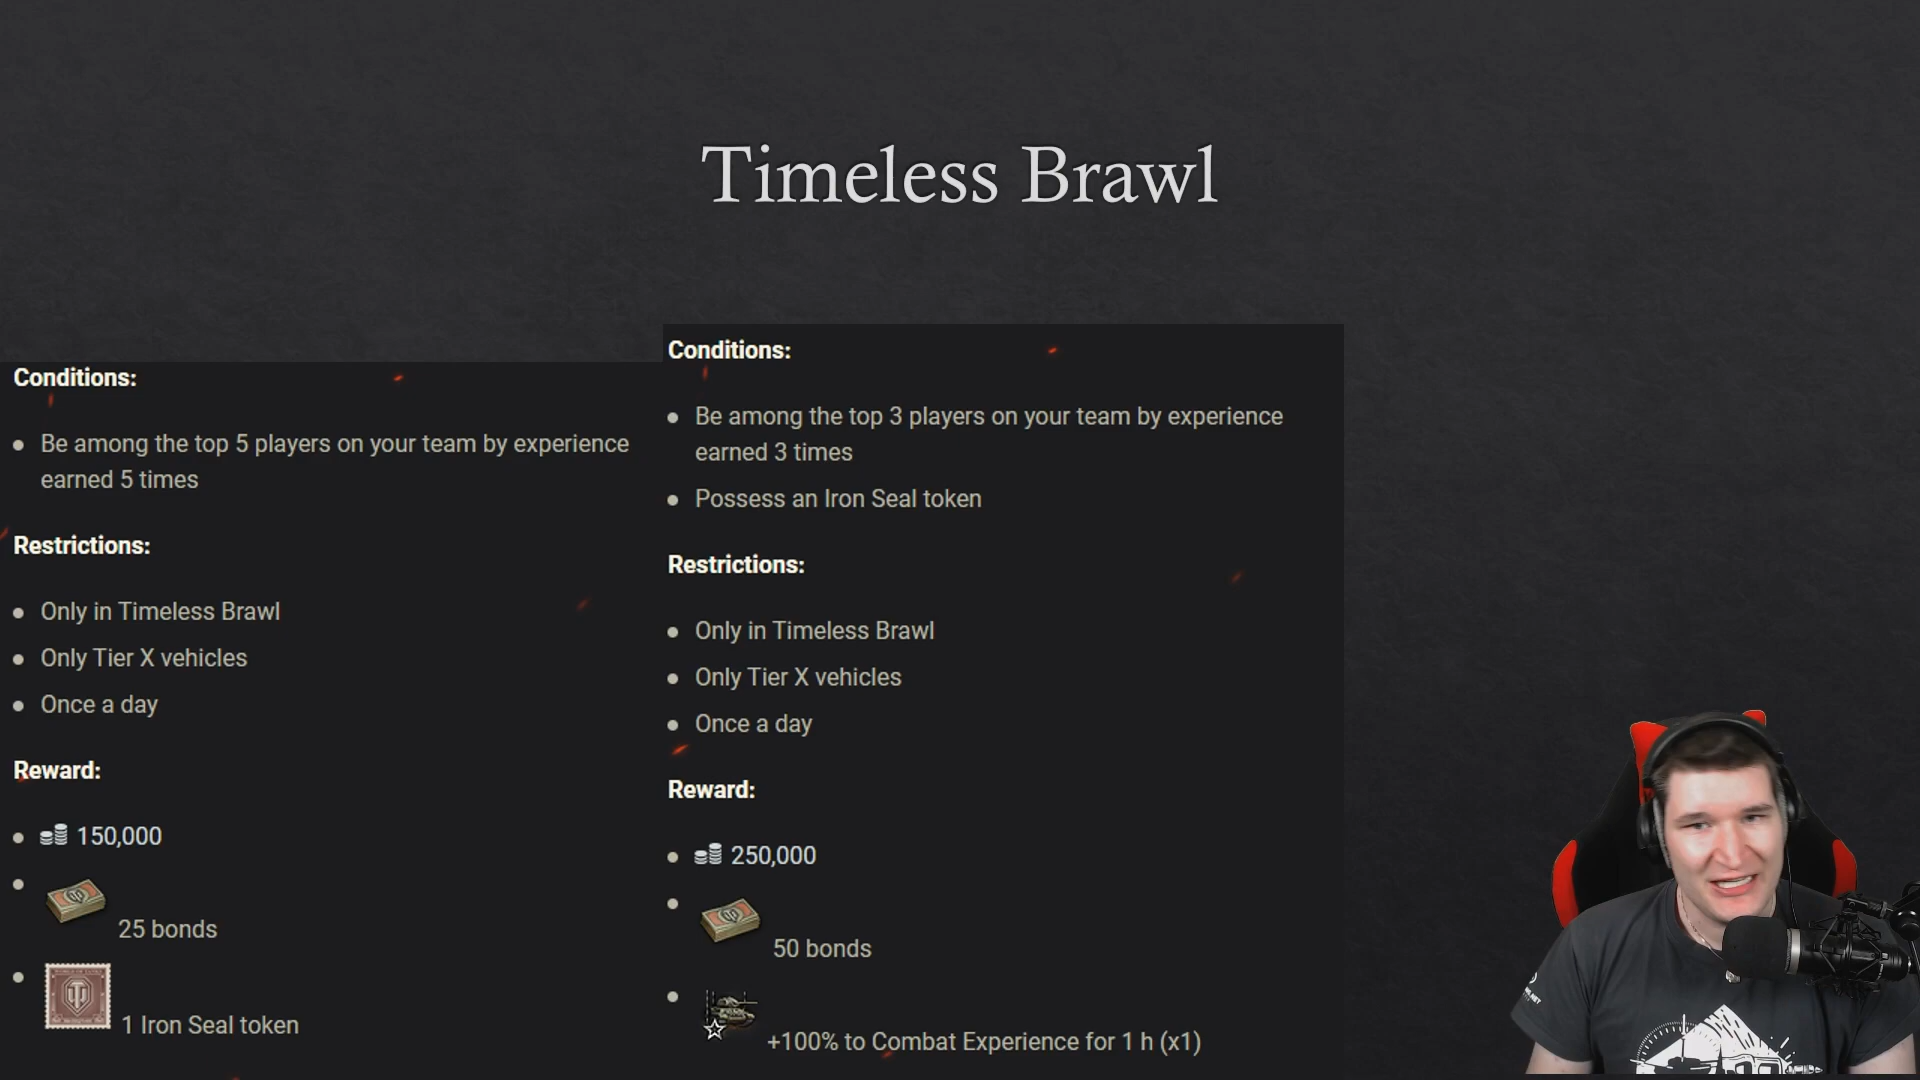 Timeless Brawl
Conditions:
Be among the top 5 players on your team by experience
earned 5 times
Restrictions:
Only in Timeless Brawl
Only Tier X vehicles
Once a day
Reward:
150,000
25 bonds
1 Iron Seal token
Conditions:
Be among the top 3 players on your team by experience
earned 3 times
Possess an Iron Seal token
Restrictions:
Only in Timeless Brawl
Only Tier X vehicles
Once a day
Reward:
250,000
50 bonds
+100% to Combat Experience for 1 h (x1)